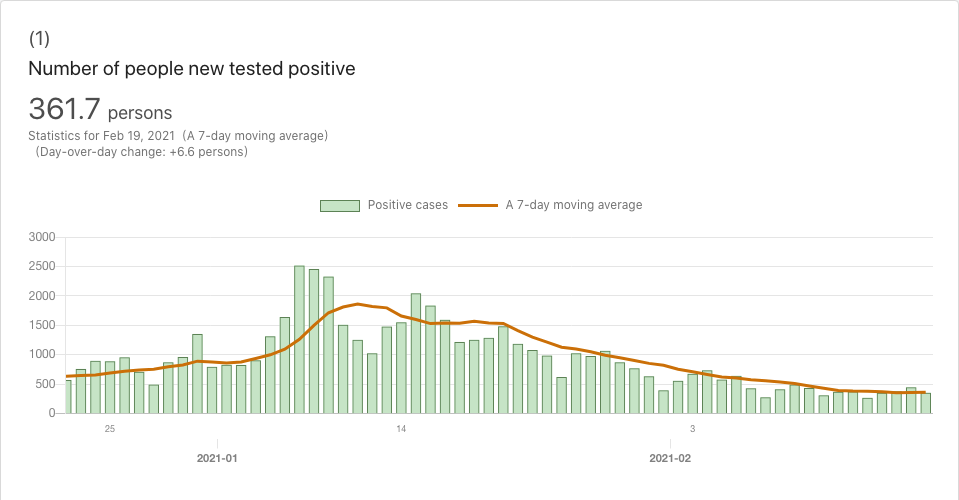 (1)
Number of people new tested positive
361.7 persons
Statistics for Feb 19, 2021 (A 7-day moving average)
(Day-over-day change: +6.6 persons)
Positive cases A 7-day moving average
3000
2500
2000
1500
1000
500
0
25 14 3
2021-01 2021-02